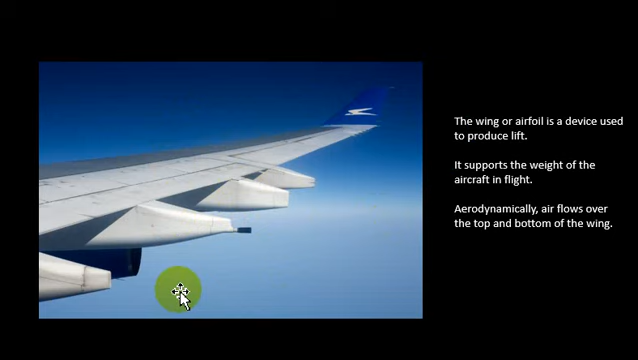 The wing or airfoil is a device used
to produce lift.
It supports the weight of the
aircraft in flight.
Aerodynamically, air flows over
the top and bottom of the wing.